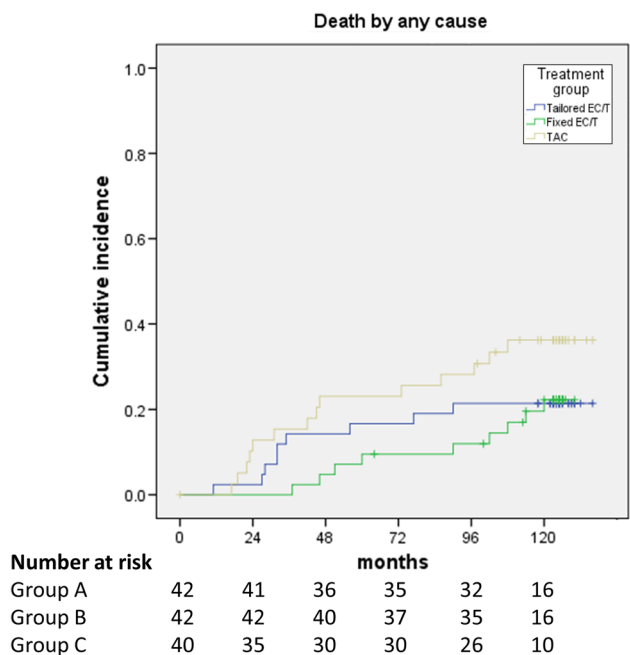 Death by any cause
Treatment
group
Tailored EC/T
Fixed EC/T
TAC
Cumulative incidence
1.0
0.8
0.6
0.4
0.2
0.0
0 24 48 72 96 120
Number at risk months
Group A 42 41 36 35 32 16
Group B 42 42 40 37 35 16
Group C 40 35 30 30 26 10